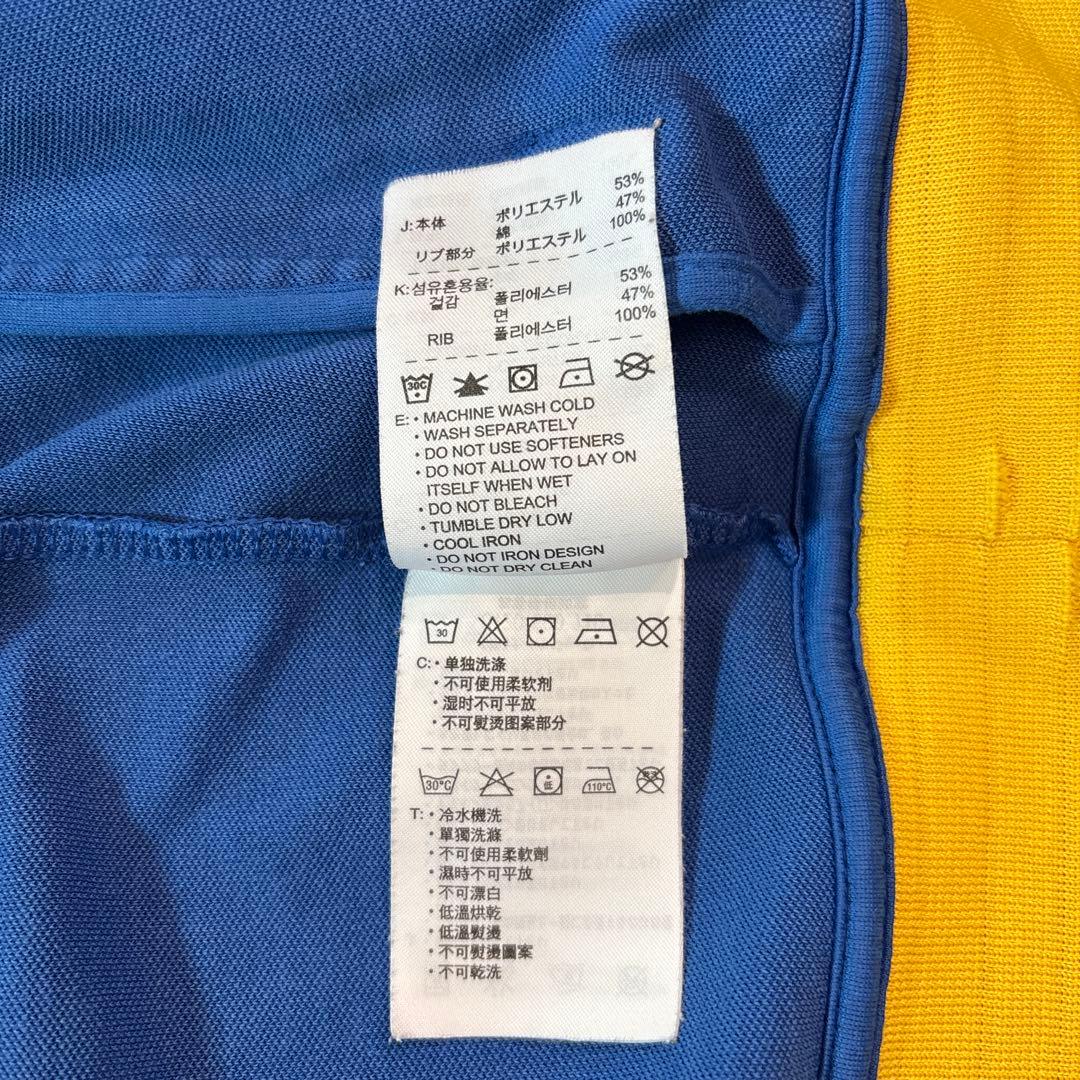 J:本体 ポリエステル 53%
綿 47%
リブ部分 ポリエステル 100%
K:섬유혼용율:
겉감 폴리에스터 53%
면 47%
RIB 폴리에스터 100%
30C
E: • MACHINE WASH COLD
• WASH SEPARATELY
• DO NOT USE SOFTENERS
• DO NOT ALLOW TO LAY ON
ITSELF WHEN WET
• DO NOT BLEACH
• TUMBLE DRY LOW
• COOL IRON
• DO NOT IRON DESIGN
• DO NOT DRY CLEAN
30
C: • 单独洗涤
• 不可使用柔软剂
• 湿时不可平放
• 不可熨烫图案部分
30°C 低 110°C
T: • 冷水機洗
• 單獨洗滌
• 不可使用柔軟劑
• 濕時不可平放
• 不可漂白
• 低溫烘乾
• 低溫熨燙
• 不可熨燙圖案
• 不可乾洗